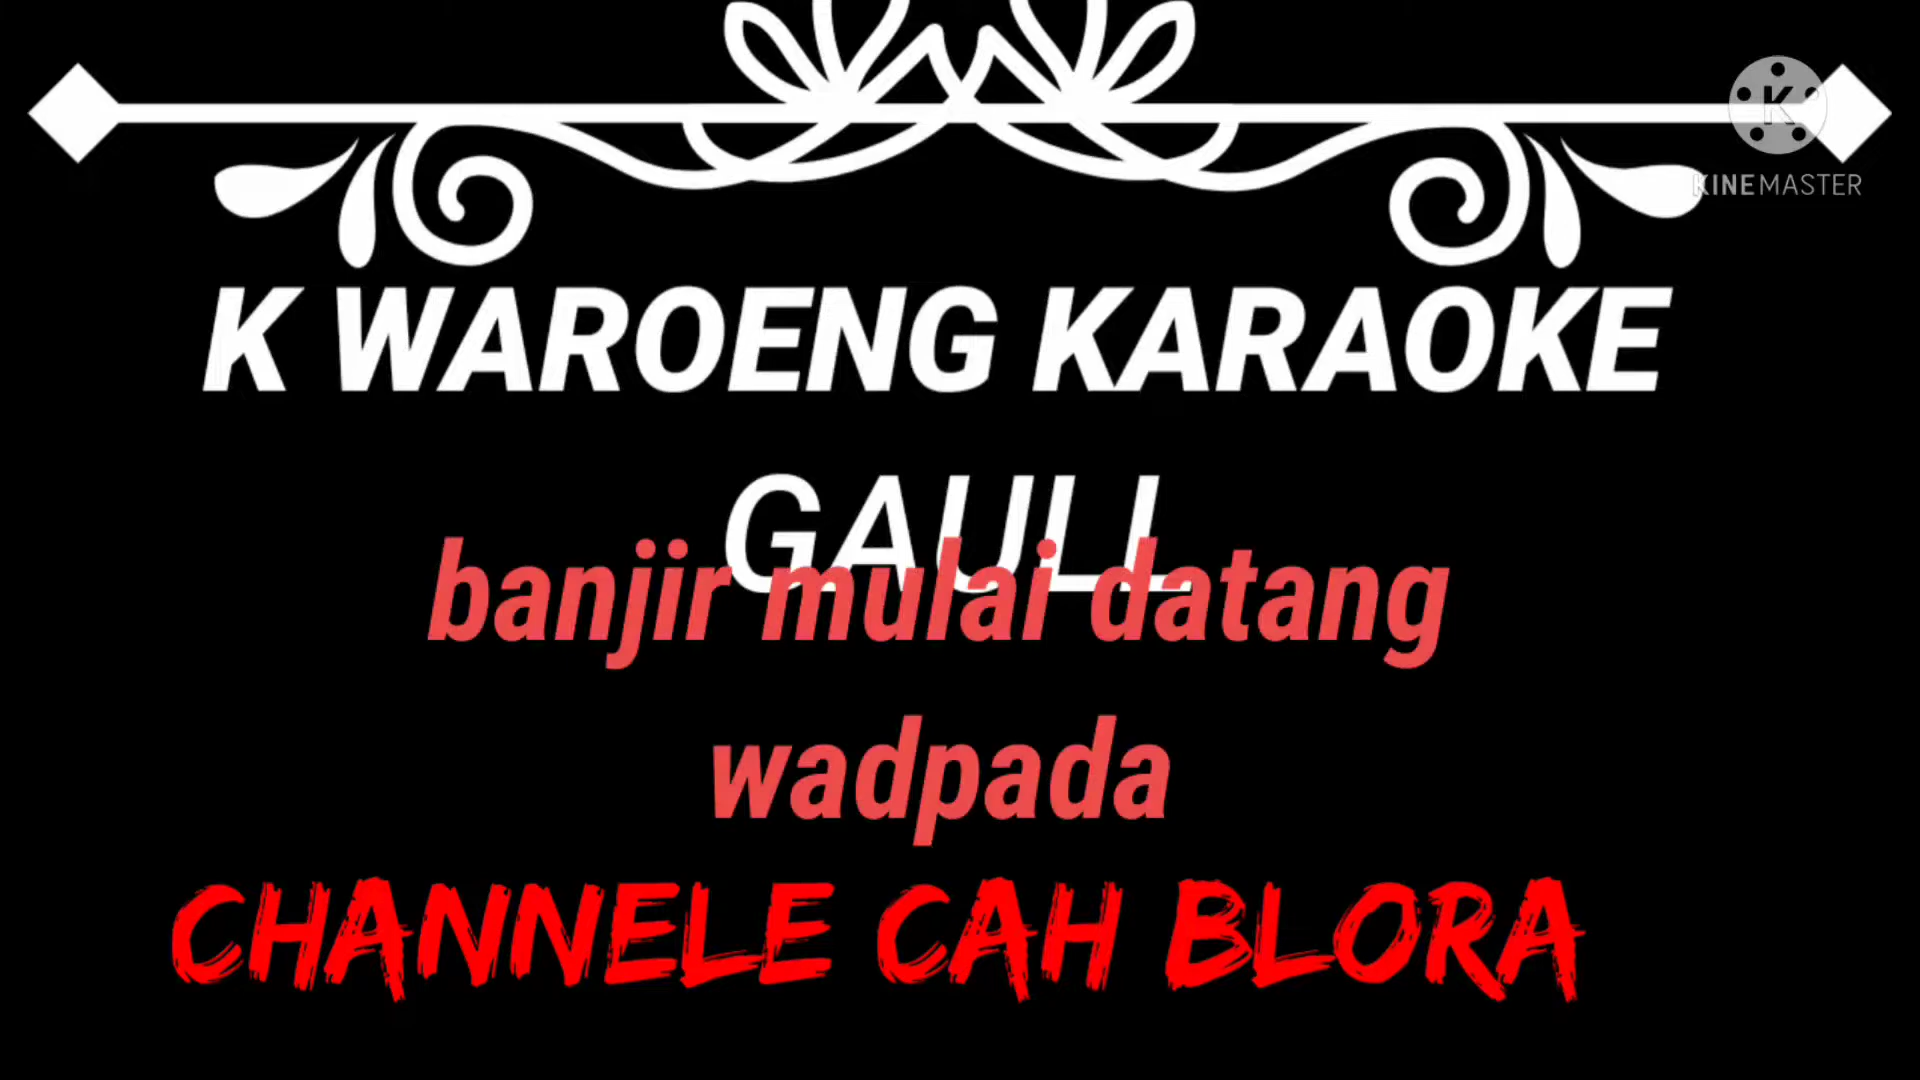 K
KINEMASTER
K WAROENG KARAOKE
GAULL
banjir mulai datang
wadpada
CHANNELE CAH BLORA